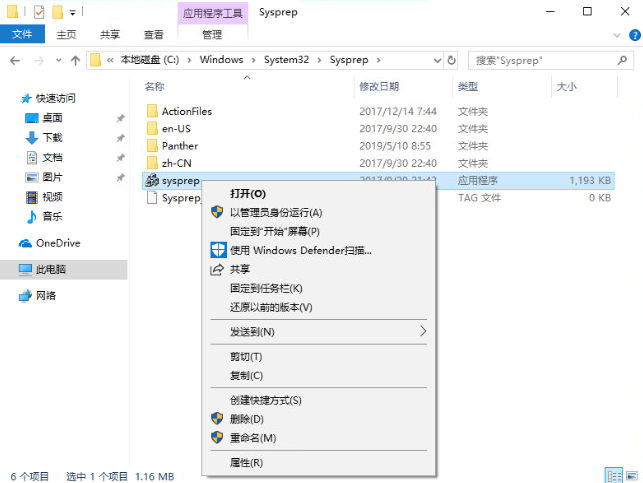 应用程序工具 Sysprep
文件 主页 共享 查看 管理
« 本地磁盘 (C:) › Windows › System32 › Sysprep › 搜索"Sysprep"
名称 修改日期 类型 大小
快速访问
桌面
下载
文档
图片
视频
音乐
OneDrive
此电脑
网络
ActionFiles 2017/12/14 7:44 文件夹
en-US 2017/9/30 22:40 文件夹
Panther 2019/5/10 8:55 文件夹
zh-CN 2017/9/30 22:40 文件夹
sysprep 应用程序 1,193 KB
Sysprep TAG 文件 0 KB
打开(O)
以管理员身份运行(A)
固定到"开始"屏幕(P)
使用 Windows Defender扫描...
共享
固定到任务栏(K)
还原以前的版本(V)
发送到(N)
剪切(T)
复制(C)
创建快捷方式(S)
删除(D)
重命名(M)
属性(R)
6 个项目 选中 1 个项目 1.16 MB